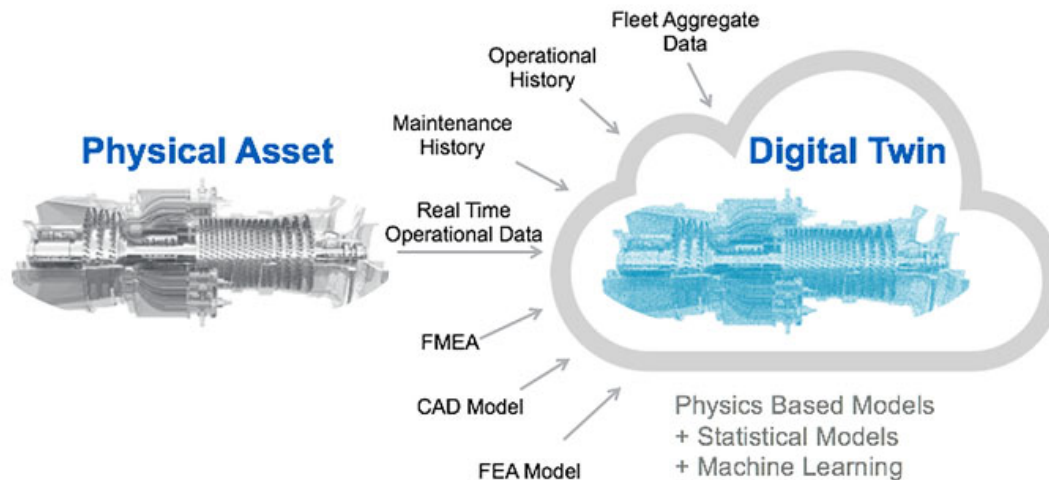 Fleet Aggregate
Data
Operational
History
Maintenance
History
Physical Asset
Digital Twin
Real Time
Operational Data
FMEA
CAD Model
FEA Model
Physics Based Models
+ Statistical Models
+ Machine Learning